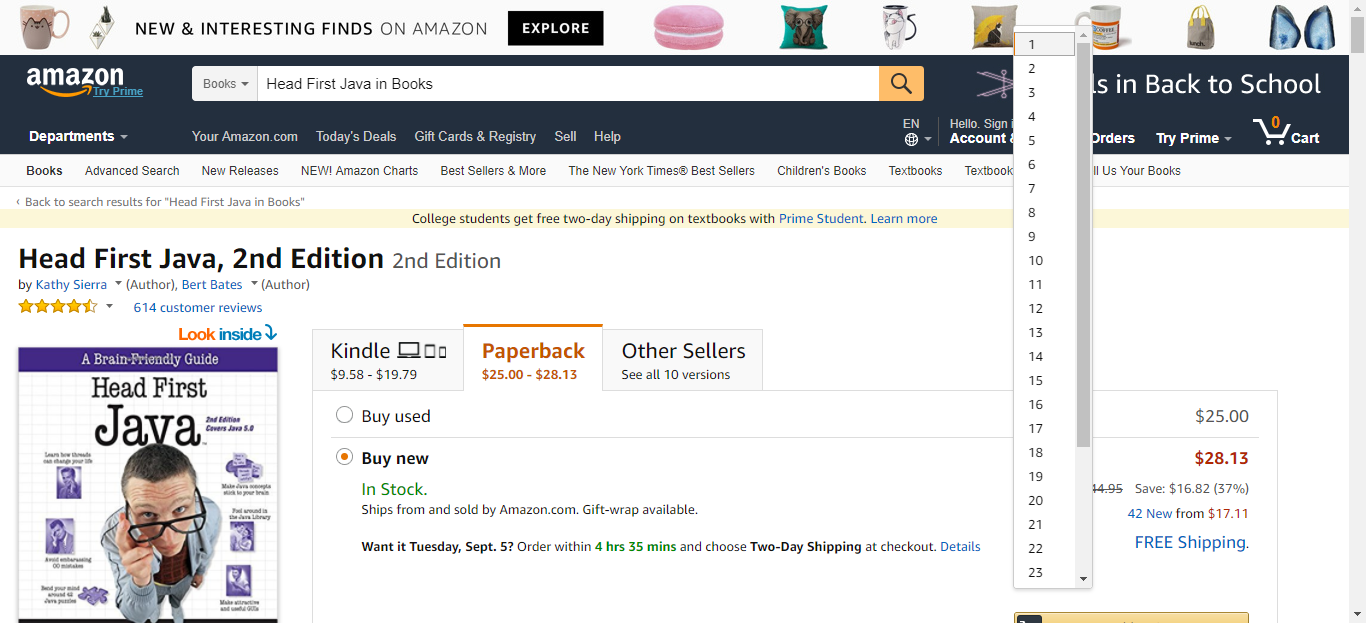 NEW & INTERESTING FINDS ON AMAZON EXPLORE
amazon
Try Prime
Books
Head First Java in Books
ls in Back to School
Departments
Your Amazon.com Today's Deals Gift Cards & Registry Sell Help
EN
Hello. Sign i
Account &
Orders
Try Prime
0
Cart
Books Advanced Search New Releases NEW! Amazon Charts Best Sellers & More The New York Times® Best Sellers Children's Books Textbooks Textbook ll Us Your Books
‹ Back to search results for "Head First Java in Books"
College students get free two-day shipping on textbooks with Prime Student. Learn more
Head First Java, 2nd Edition 2nd Edition
by Kathy Sierra (Author), Bert Bates (Author)
614 customer reviews
Look inside
A Brain-Friendly Guide
Head First
Java
2nd Edition
Covers Java 5.0
Learn how threads
can change your life
Make Java concepts
stick to your brain
Fool around in
the Java Library
Avoid embarrassing
OO mistakes
Bend your mind
around 42
Java puzzles
Make attractive
and useful GUIs
Kindle
$9.58 - $19.79
Paperback
$25.00 - $28.13
Other Sellers
See all 10 versions
Buy used
$25.00
Buy new
$28.13
In Stock.
Ships from and sold by Amazon.com. Gift-wrap available.
44.95 Save: $16.82 (37%)
42 New from $17.11
FREE Shipping.
Want it Tuesday, Sept. 5? Order within 4 hrs 35 mins and choose Two-Day Shipping at checkout. Details
1
2
3
4
5
6
7
8
9
10
11
12
13
14
15
16
17
18
19
20
21
22
23